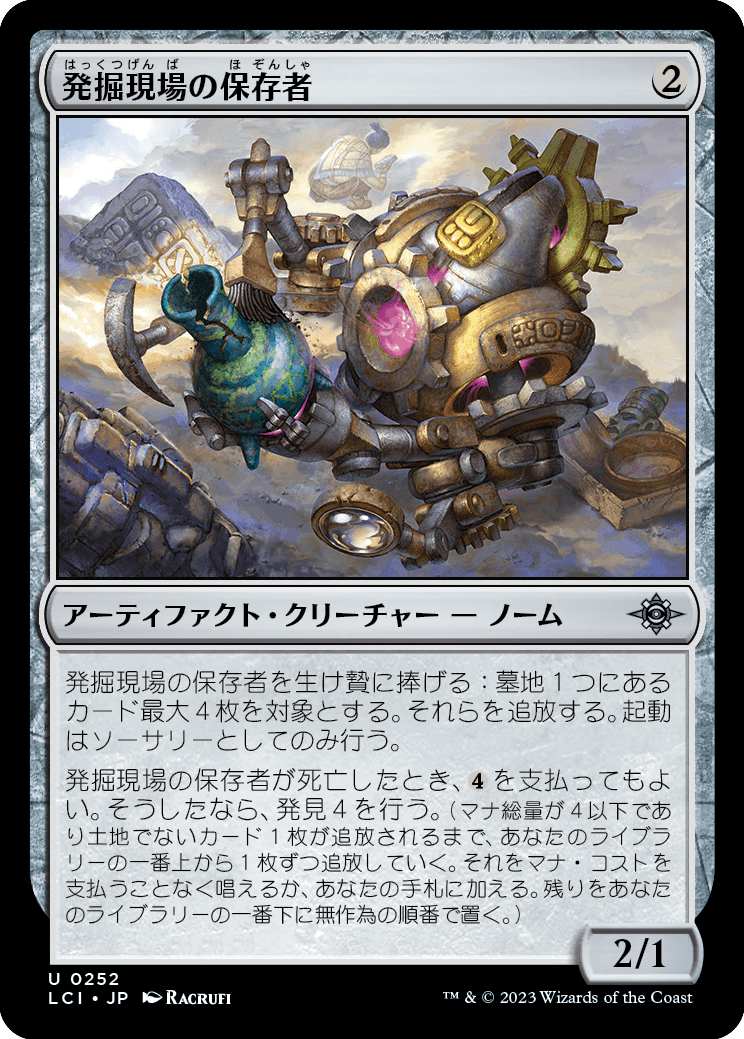 はっくつげんば ほぞんしゃ
発掘現場の保存者 2
アーティファクト・クリーチャー ― ノーム
発掘現場の保存者を生け贄に捧げる：墓地１つにある
カード最大４枚を対象とする。それらを追放する。起動
はソーサリーとしてのみ行う。
発掘現場の保存者が死亡したとき、4 を支払ってもよ
い。そうしたなら、発見４を行う。（マナ総量が４以下であ
り土地でないカード１枚が追放されるまで、あなたのライブラ
リーの一番上から１枚ずつ追放していく。それをマナ・コストを
支払うことなく唱えるか、あなたの手札に加える。残りをあなた
のライブラリーの一番下に無作為の順番で置く。）
2/1
U 0252
LCI • JP RACRUFI
™ & © 2023 Wizards of the Coast